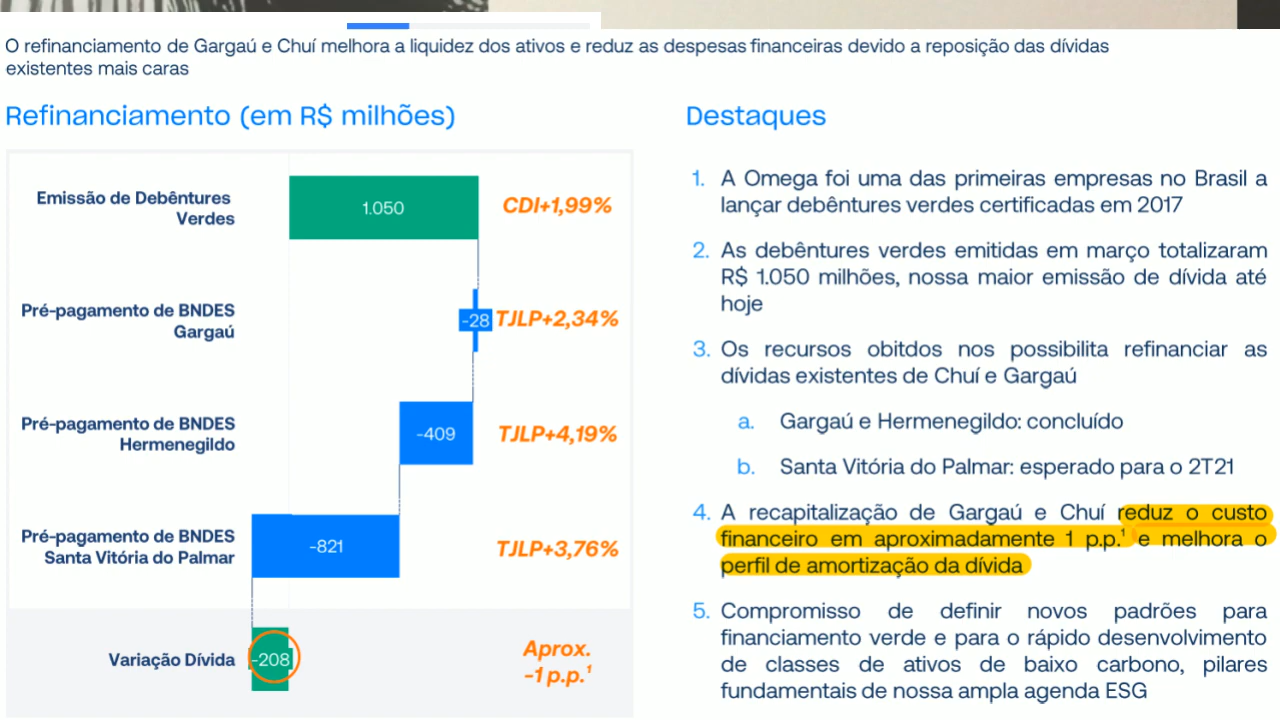 O refinanciamento de Gargaú e Chuí melhora a liquidez dos ativos e reduz as despesas financeiras devido a reposição das dívidas
existentes mais caras
Refinanciamento (em R$ milhões)
Emissão de Debêntures
Verdes
1.050
CDI+1,99%
Pré-pagamento de BNDES
Gargaú
-28
TJLP+2,34%
Pré-pagamento de BNDES
Hermenegildo
-409
TJLP+4,19%
Pré-pagamento de BNDES
Santa Vitória do Palmar
-821
TJLP+3,76%
Variação Dívida
-208
Aprox.
-1 p.p.¹
Destaques
1. A Omega foi uma das primeiras empresas no Brasil a
lançar debêntures verdes certificadas em 2017
2. As debêntures verdes emitidas em março totalizaram
R$ 1.050 milhões, nossa maior emissão de dívida até
hoje
3. Os recursos obitdos nos possibilita refinanciar as
dívidas existentes de Chuí e Gargaú
a. Gargaú e Hermenegildo: concluído
b. Santa Vitória do Palmar: esperado para o 2T21
4. A recapitalização de Gargaú e Chuí reduz o custo
financeiro em aproximadamente 1 p.p.¹ e melhora o
perfil de amortização da dívida
5. Compromisso de definir novos padrões para
financiamento verde e para o rápido desenvolvimento
de classes de ativos de baixo carbono, pilares
fundamentais de nossa ampla agenda ESG